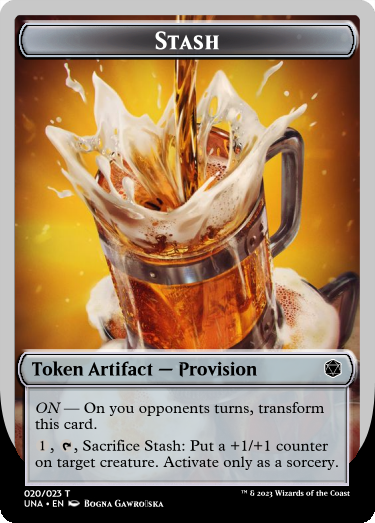 STASH
Token Artifact — Provision
ON — On you opponents turns, transform
this card.
1 , T, Sacrifice Stash: Put a +1/+1 counter
on target creature. Activate only as a sorcery.
020/023 T
™ & © 2023 Wizards of the Coast
UNA • EN Bogna Gawrońska